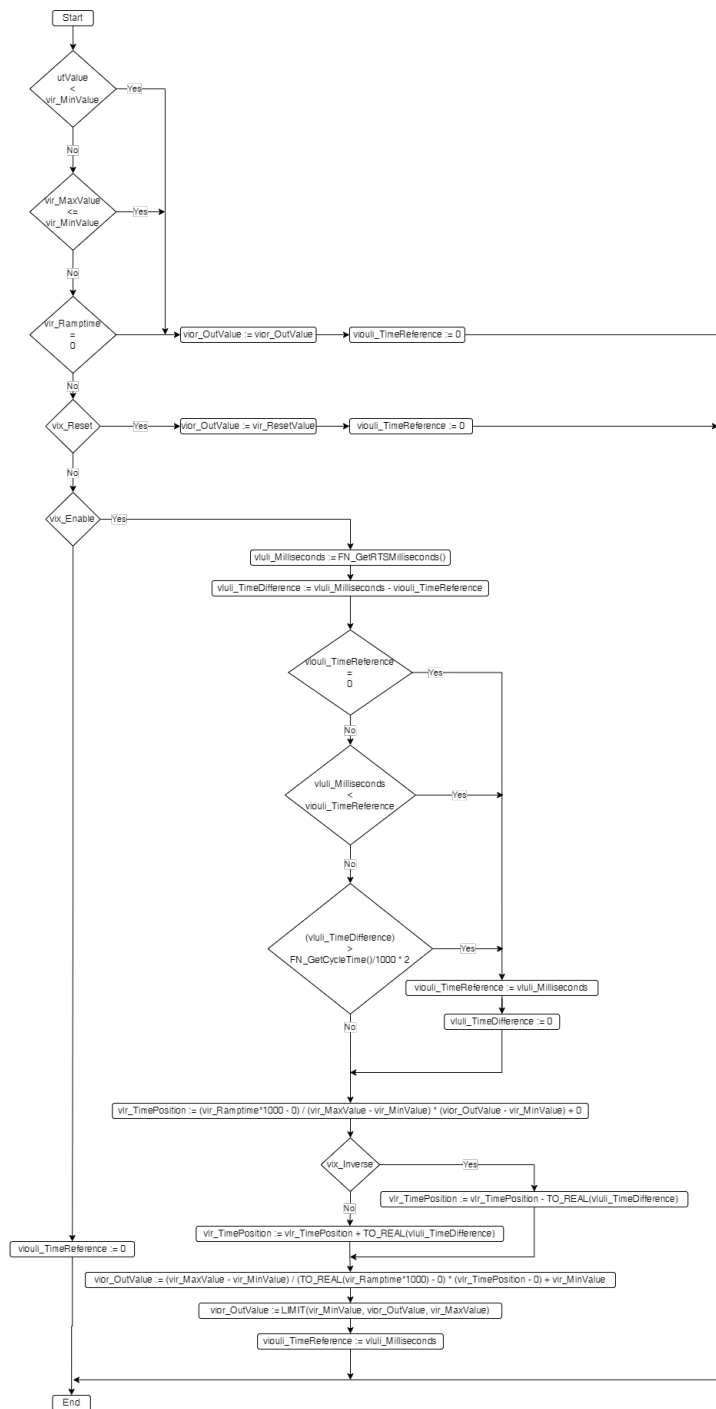 Start
utValue
<
vir_MinValue
Yes
No
vir_MaxValue
<=
vir_MinValue
Yes
No
vir_Ramptime
=
0
vior_OutValue := vior_OutValue
viouli_TimeReference := 0
No
vix_Reset
Yes
vior_OutValue := vir_ResetValue
viouli_TimeReference := 0
No
vix_Enable
Yes
vluli_Milliseconds := FN_GetRTSMilliseconds()
vluli_TimeDifference := vluli_Milliseconds - viouli_TimeReference
viouli_TimeReference
=
0
Yes
No
vluli_Milliseconds
<
viouli_TimeReference
Yes
No
(vluli_TimeDifference)
>
FN_GetCycleTime()/1000 * 2
Yes
viouli_TimeReference := vluli_Milliseconds
vluli_TimeDifference := 0
No
vlr_TimePosition := (vir_Ramptime*1000 - 0) / (vir_MaxValue - vir_MinValue) * (vior_OutValue - vir_MinValue) + 0
vix_Inverse
Yes
vlr_TimePosition := vlr_TimePosition - TO_REAL(vluli_TimeDifference)
No
vlr_TimePosition := vlr_TimePosition + TO_REAL(vluli_TimeDifference)
viouli_TimeReference := 0
vior_OutValue := (vir_MaxValue - vir_MinValue) / (TO_REAL(vir_Ramptime*1000) - 0) * (vlr_TimePosition - 0) + vir_MinValue
vior_OutValue := LIMIT(vir_MinValue, vior_OutValue, vir_MaxValue)
viouli_TimeReference := vluli_Milliseconds
End